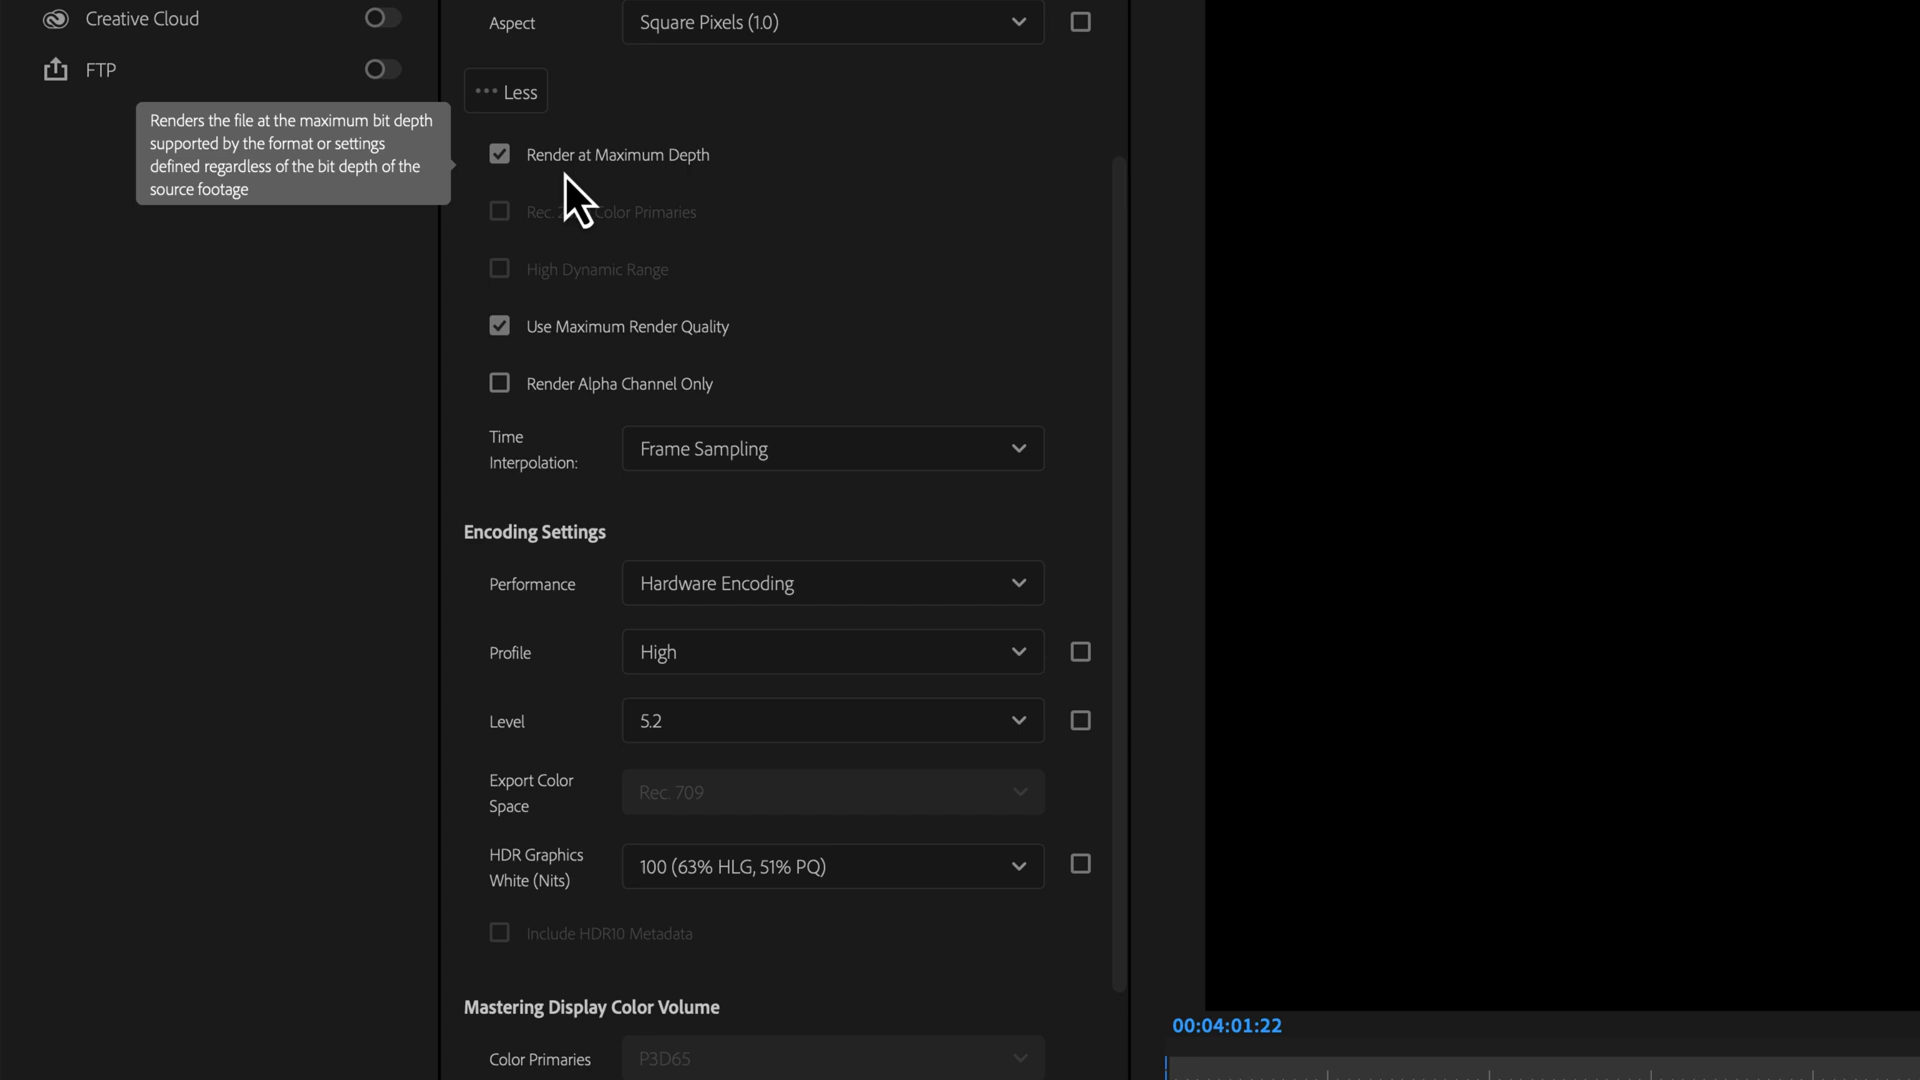 Creative Cloud
FTP
Renders the file at the maximum bit depth
supported by the format or settings
defined regardless of the bit depth of the
source footage
Aspect
Square Pixels (1.0)
Less
Render at Maximum Depth
Rec. Color Primaries
High Dynamic Range
Use Maximum Render Quality
Render Alpha Channel Only
Time
Interpolation:
Frame Sampling
Encoding Settings
Performance
Hardware Encoding
Profile
High
Level
5.2
Export Color
Space
Rec. 709
HDR Graphics
White (Nits)
100 (63% HLG, 51% PQ)
Include HDR10 Metadata
Mastering Display Color Volume
Color Primaries
P3D65
00:04:01:22